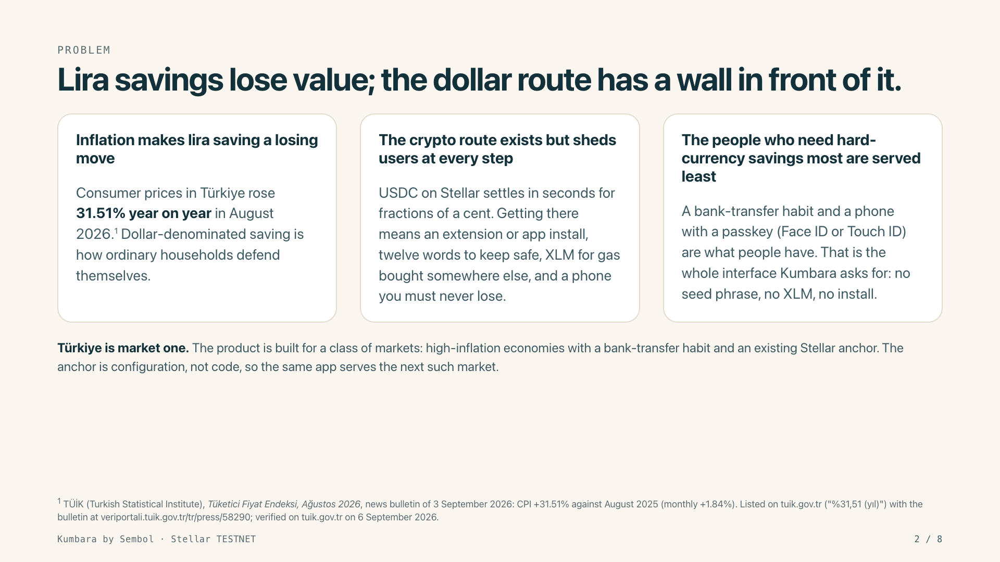 PROBLEM
Lira savings lose value; the dollar route has a wall in front of it.
Inflation makes lira saving a losing
move
Consumer prices in Türkiye rose
31.51% year on year in August
2026.¹ Dollar-denominated saving is
how ordinary households defend
themselves.
The crypto route exists but sheds
users at every step
USDC on Stellar settles in seconds for
fractions of a cent. Getting there
means an extension or app install,
twelve words to keep safe, XLM for gas
bought somewhere else, and a phone
you must never lose.
The people who need hard-
currency savings most are served
least
A bank-transfer habit and a phone
with a passkey (Face ID or Touch ID)
are what people have. That is the
whole interface Kumbara asks for: no
seed phrase, no XLM, no install.
Türkiye is market one. The product is built for a class of markets: high-inflation economies with a bank-transfer habit and an existing Stellar anchor. The
anchor is configuration, not code, so the same app serves the next such market.
¹ TÜİK (Turkish Statistical Institute), Tüketici Fiyat Endeksi, Ağustos 2026, news bulletin of 3 September 2026: CPI +31.51% against August 2025 (monthly +1.84%). Listed on tuik.gov.tr ("%31,51 (yıl)") with the
bulletin at veriportali.tuik.gov.tr/tr/press/58290; verified on tuik.gov.tr on 6 September 2026.
Kumbara by Sembol · Stellar TESTNET
2 / 8